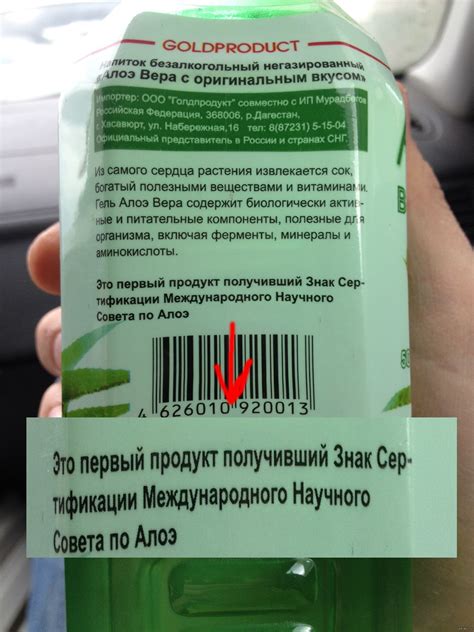 GOLDPRODUCT
Напиток безалкогольный негазированный
«Алоэ Вера с оригинальным вкусом»
Импортер: ООО "Голдпродукт" совместно с ИП Мурадбегов
Российская Федерация, 368006, р.Дагестан,
г.Хасавюрт, ул. Набережная,16 тел: 8(87231) 5-15-04
Официальный представитель в России и странах СНГ.
Из самого сердца растения извлекается сок,
богатый полезными веществами и витаминами.
Гель Алоэ Вера содержит биологически актив-
ные и питательные компоненты, полезные для
организма, включая ферменты, минералы и
аминокислоты.
Это первый продукт получивший Знак Сер-
тификации Международного Научного
Совета по Алоэ
4 626010 920013
Это первый продукт получивший Знак Сер-
тификации Международного Научного
Совета по Алоэ